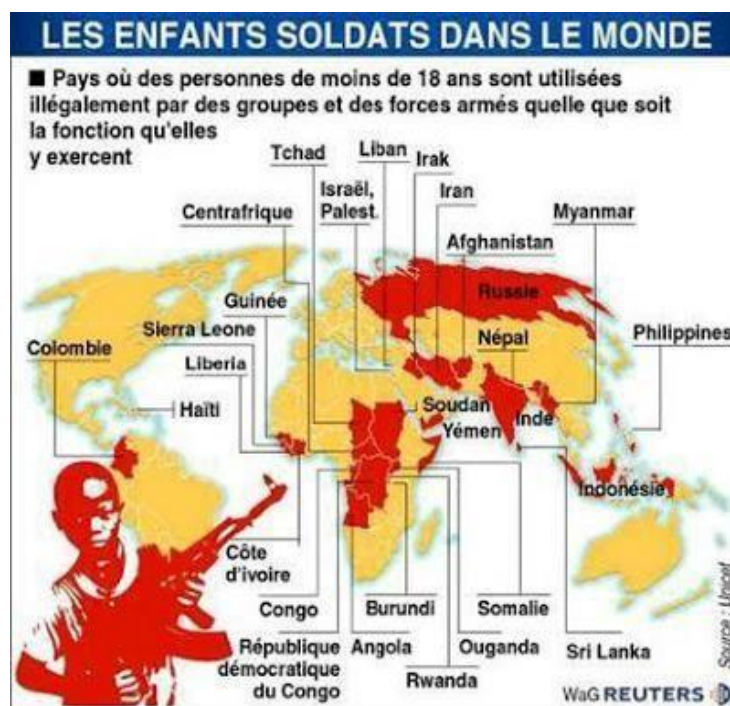 LES ENFANTS SOLDATS DANS LE MONDE
■ Pays où des personnes de moins de 18 ans sont utilisées
illégalement par des groupes et des forces armés quelle que soit
la fonction qu'elles
y exercent
Tchad
Liban
Irak
Israël,
Palest.
Iran
Centrafrique
Myanmar
Afghanistan
Guinée
Russie
Sierra Leone
Colombie
Népal
Philippines
Liberia
Haïti
Soudan
Yémen
Inde
Indonésie
Côte
d'ivoire
Congo
Burundi
Somalie
République
démocratique
du Congo
Angola
Ouganda
Rwanda
Sri Lanka
Source : Unicef
WaG REUTERS